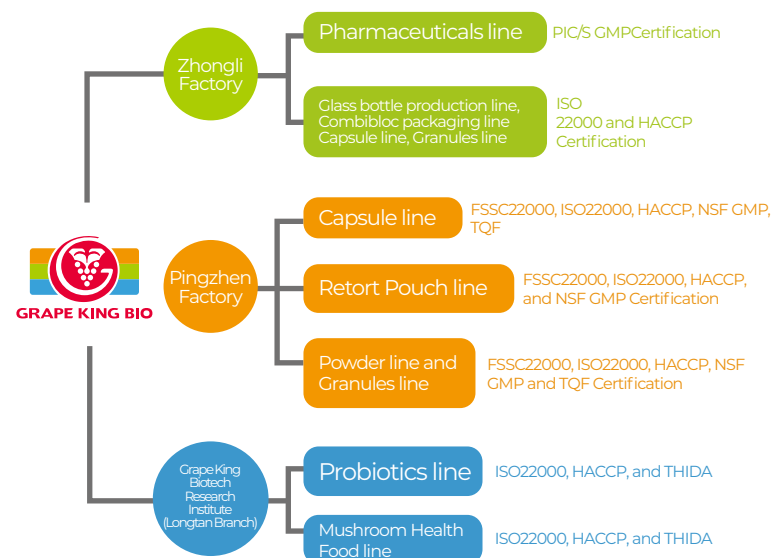 Zhongli
Factory
Pharmaceuticals line
PIC/S GMPCertification
Glass bottle production line,
Combibloc packaging line
Capsule line, Granules line
ISO
22000 and HACCP
Certification
GRAPE KING BIO
Pingzhen
Factory
Capsule line
FSSC22000, ISO22000, HACCP, NSF GMP,
TQF
Retort Pouch line
FSSC22000, ISO22000, HACCP,
and NSF GMP Certification
Powder line and
Granules line
FSSC22000, ISO22000, HACCP, NSF
GMP and TQF Certification
Grape King
Biotech
Research
Institute
(Longtan Branch)
Probiotics line
ISO22000, HACCP, and THIDA
Mushroom Health
Food line
ISO22000, HACCP, and THIDA